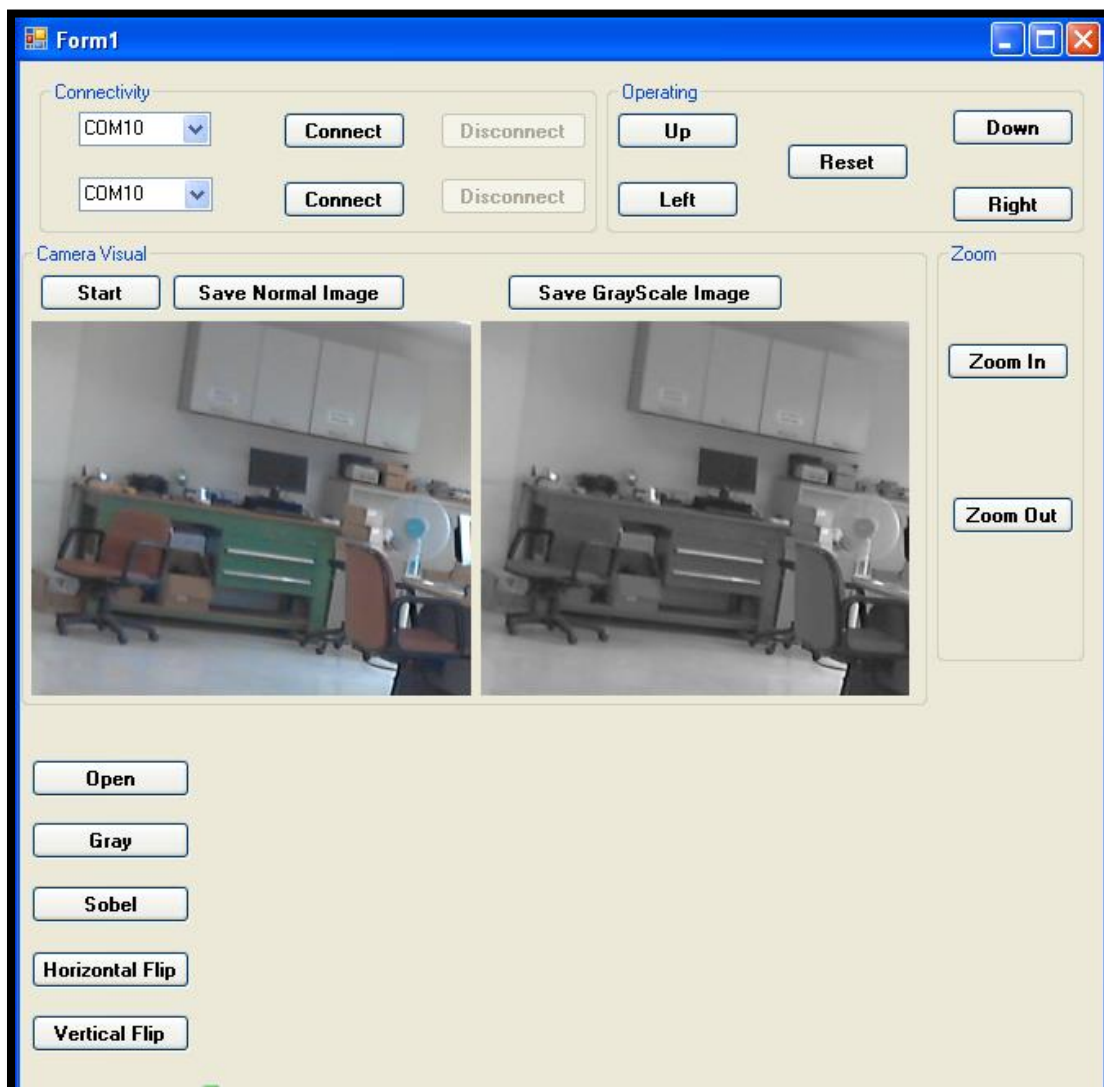 Form1
Connectivity
COM10
Connect
Disconnect
COM10
Connect
Disconnect
Operating
Up
Down
Reset
Left
Right
Camera Visual
Start
Save Normal Image
Save GrayScale Image
Zoom
Zoom In
Zoom Out
Open
Gray
Sobel
Horizontal Flip
Vertical Flip